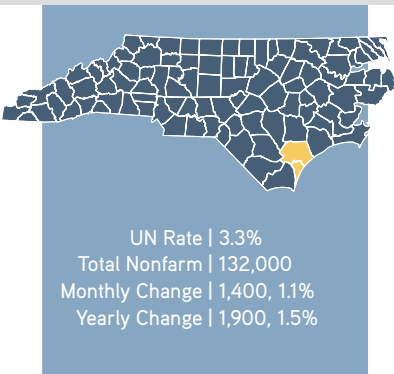 UN Rate | 3.3%
Total Nonfarm | 132,000
Monthly Change | 1,400, 1.1%
Yearly Change | 1,900, 1.5%